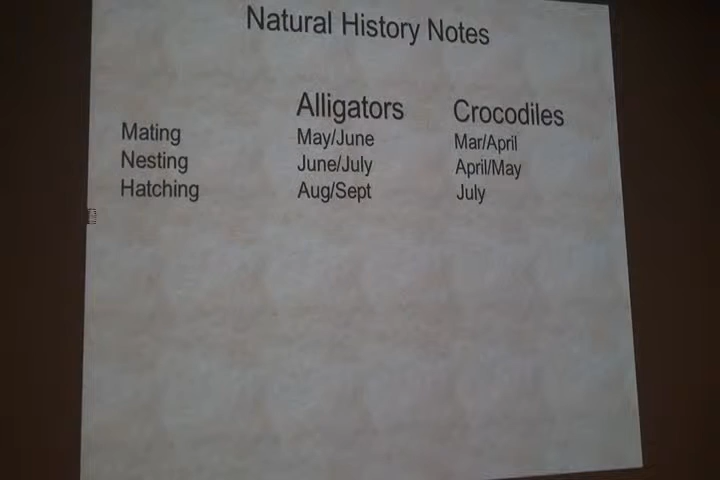 Natural History Notes
Alligators Crocodiles
Mating May/June Mar/April
Nesting June/July April/May
Hatching Aug/Sept July